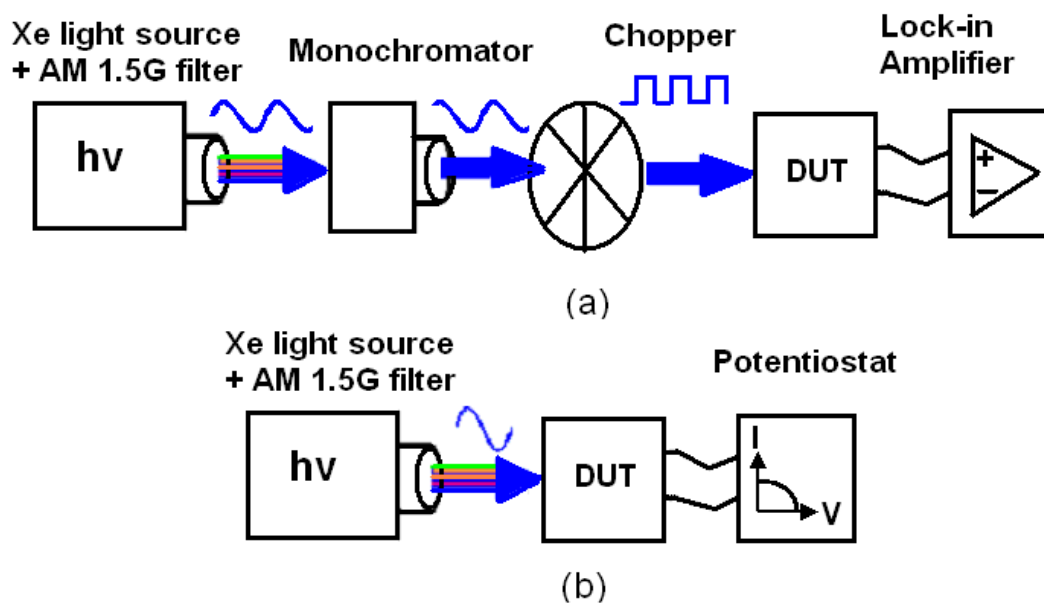 Xe light source
+ AM 1.5G filter
Monochromator
Chopper
Lock-in
Amplifier
hv
DUT
+
−
(a)
Xe light source
+ AM 1.5G filter
Potentiostat
hv
DUT
I
V
(b)